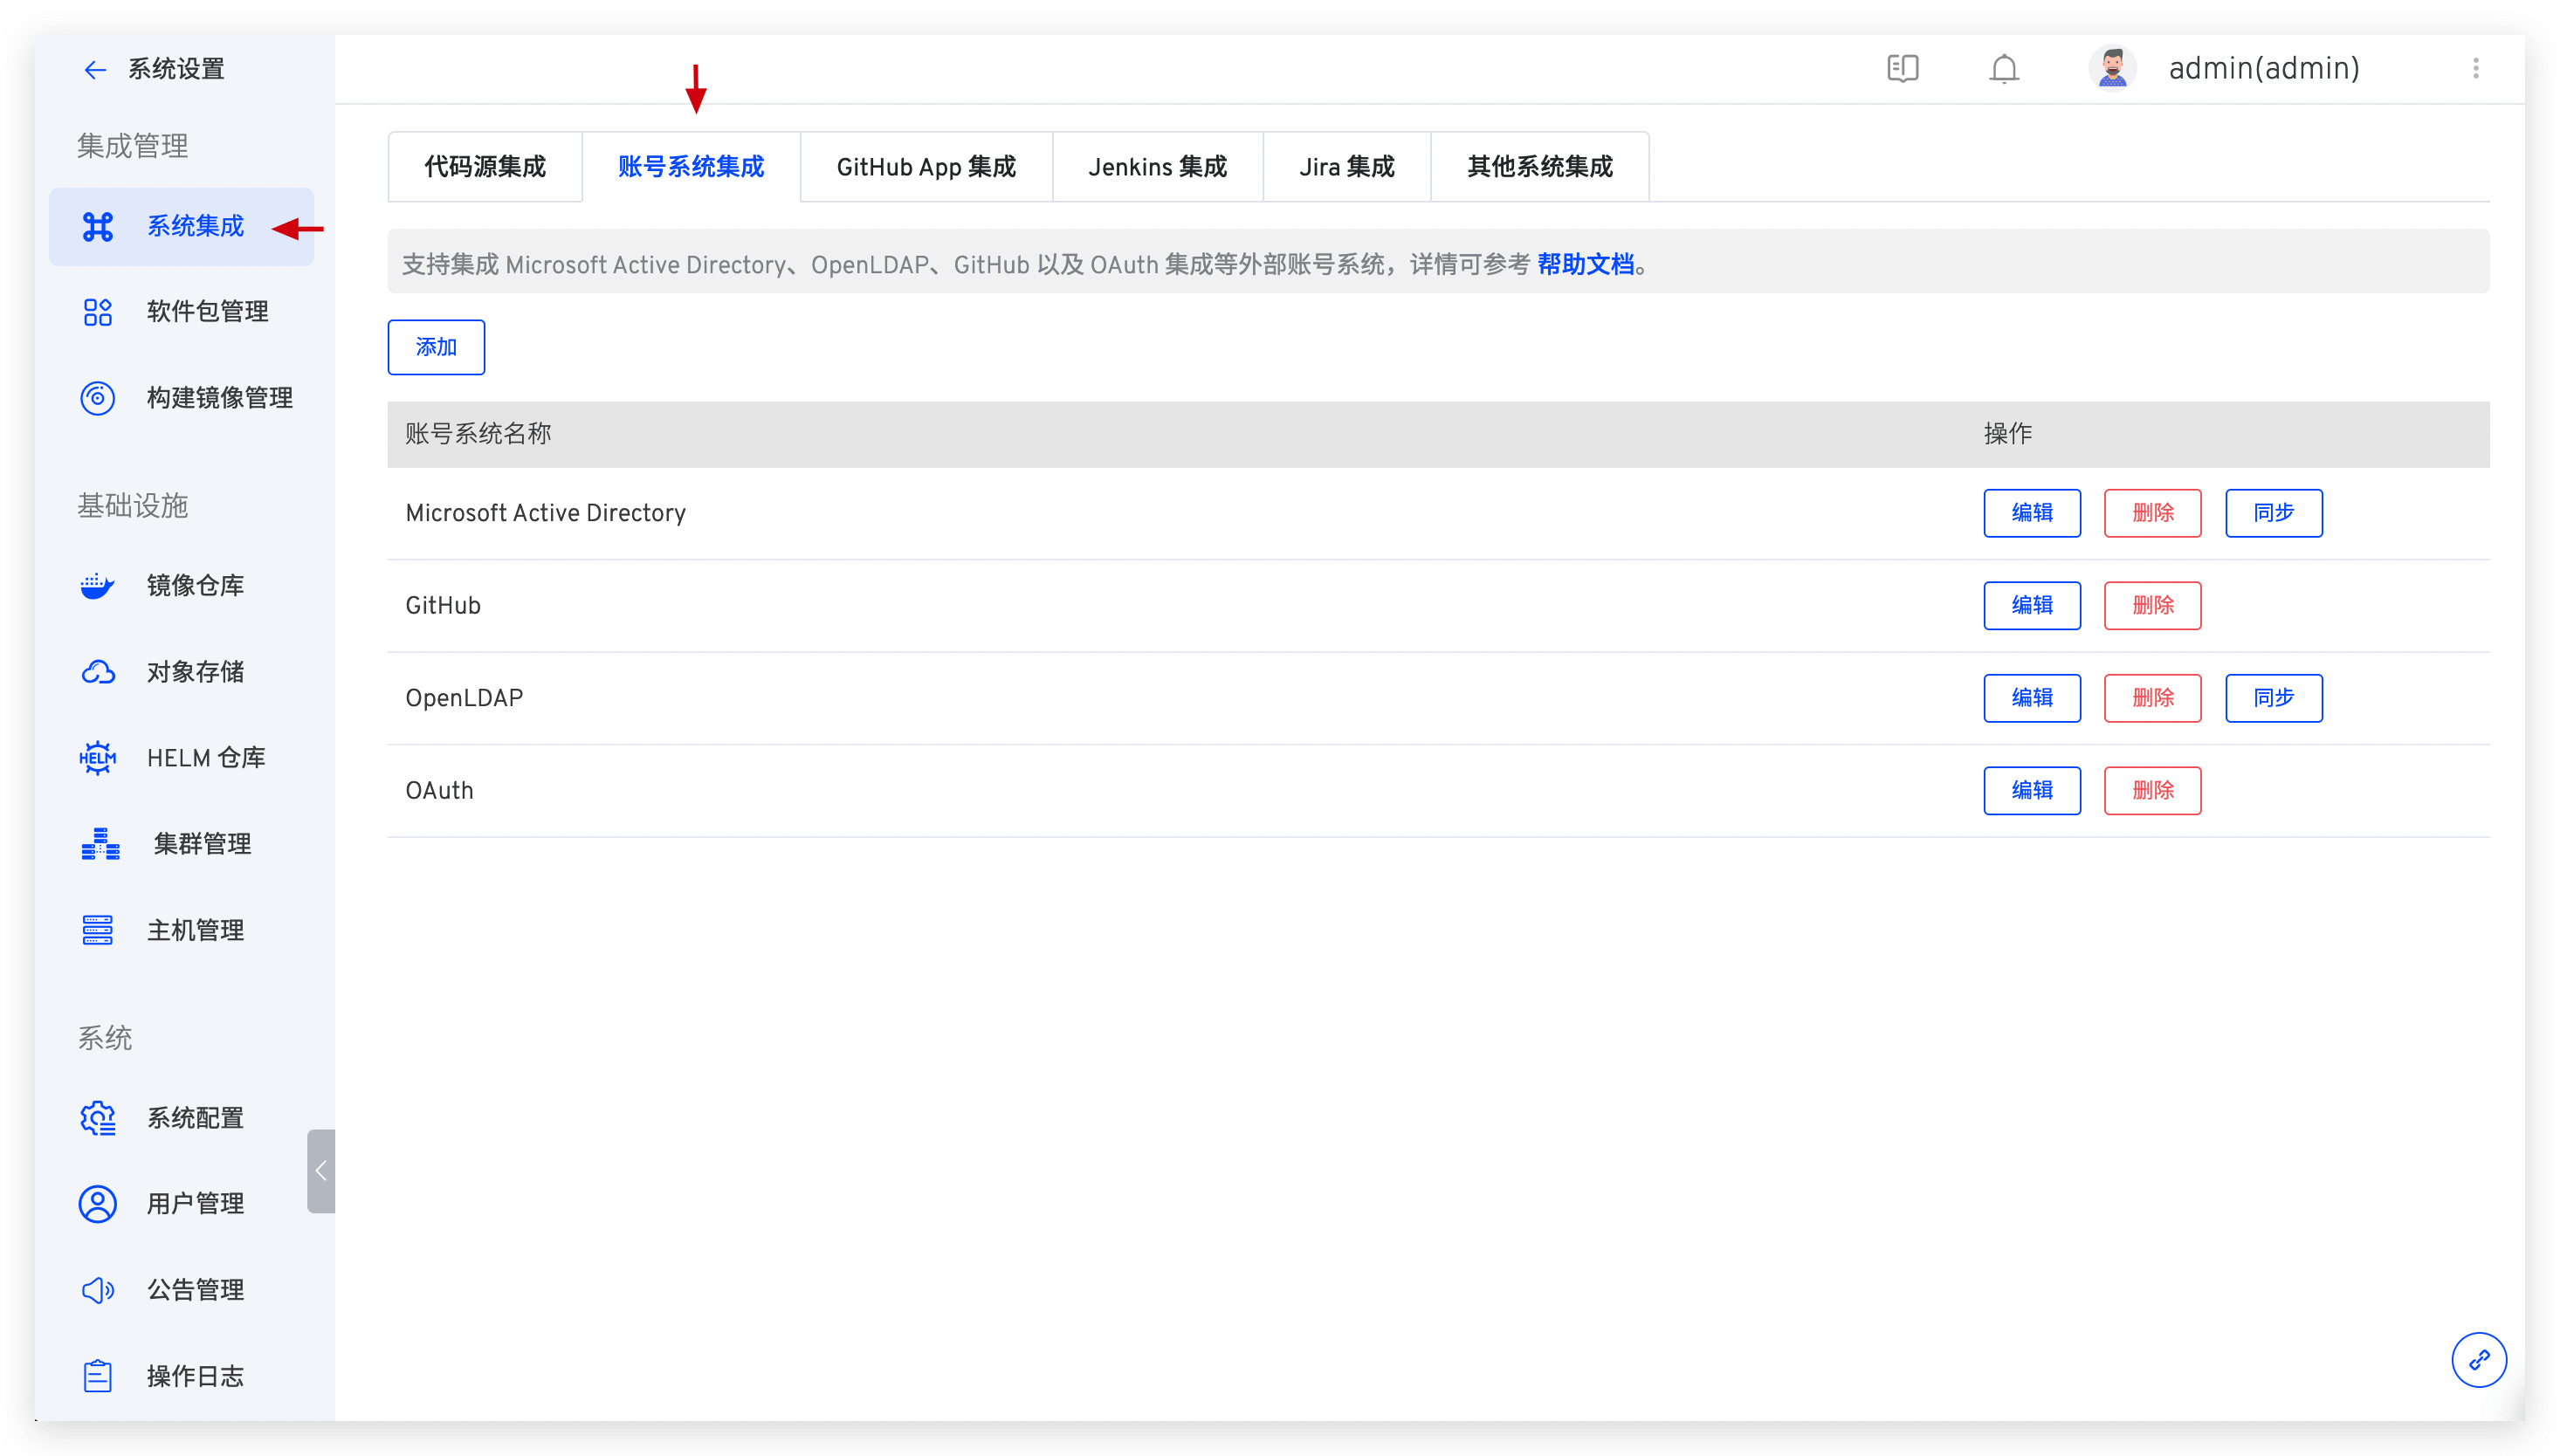 系统设置
admin(admin)
集成管理
系统集成
软件包管理
构建镜像管理
基础设施
镜像仓库
对象存储
HELM
HELM 仓库
集群管理
主机管理
系统
系统配置
用户管理
公告管理
操作日志
代码源集成
账号系统集成
GitHub App 集成
Jenkins 集成
Jira 集成
其他系统集成
支持集成 Microsoft Active Directory、OpenLDAP、GitHub 以及 OAuth 集成等外部账号系统，详情可参考 帮助文档。
添加
账号系统名称 操作
Microsoft Active Directory 编辑 删除 同步
GitHub 编辑 删除
OpenLDAP 编辑 删除 同步
OAuth 编辑 删除